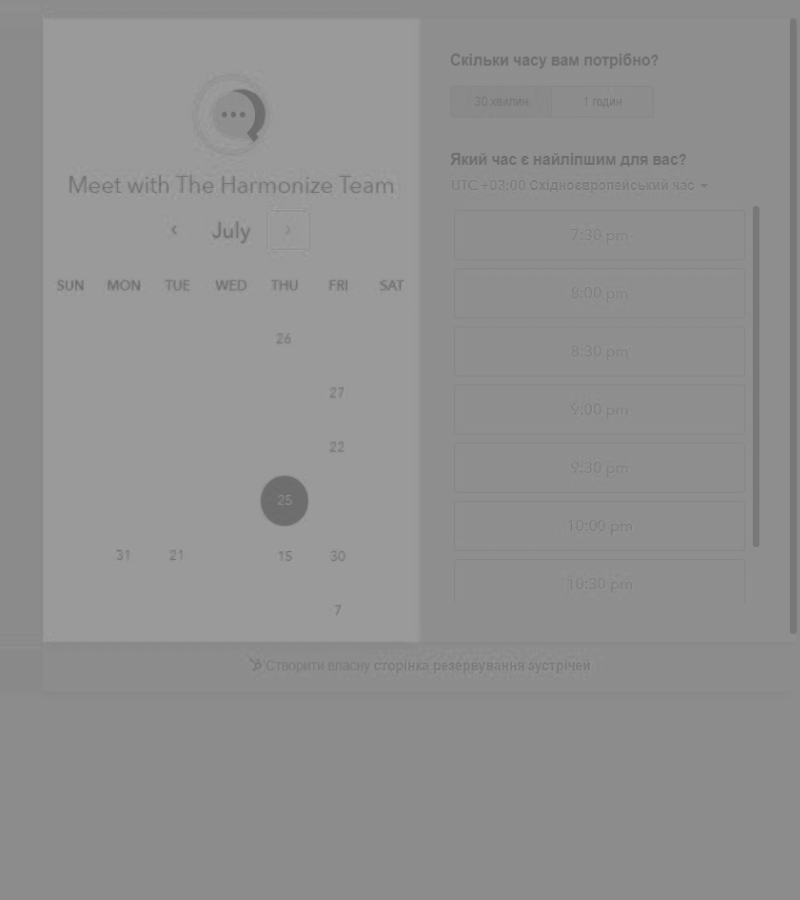 Meet with The Harmonize Team
July
SUN MON TUE WED THU FRI SAT
26
27
22
25
31 21 15 30
7
Скільки часу вам потрібно?
30 хвилин 1 годин
Який час є найліпшим для вас?
UTC +03:00 Східноєвропейський час
7:30 pm
8:00 pm
8:30 pm
9:00 pm
9:30 pm
10:00 pm
10:30 pm
Створити власну сторінка резервування зустрічей